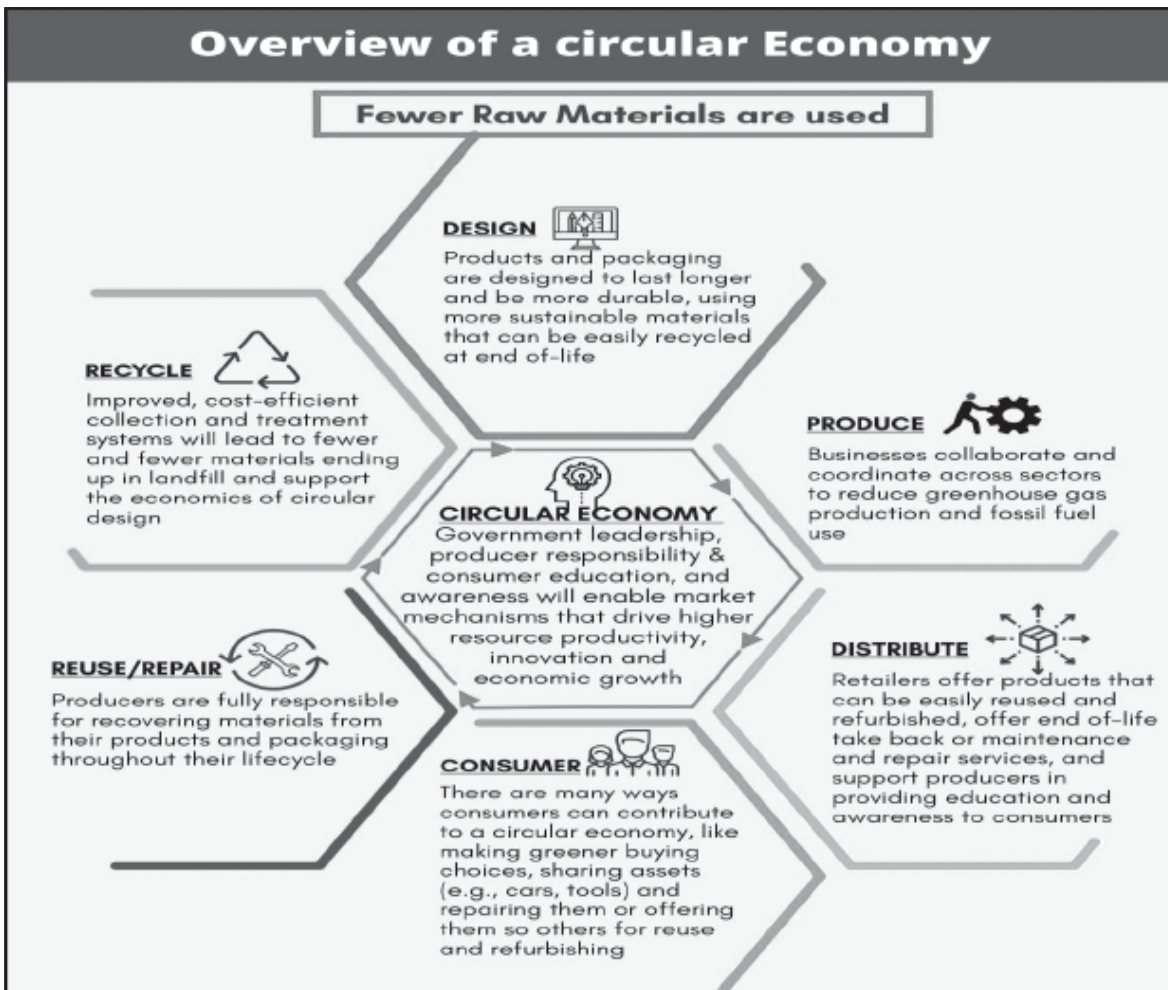 Overview of a circular Economy
Fewer Raw Materials are used
DESIGN
Products and packaging
are designed to last longer
and be more durable, using
more sustainable materials
that can be easily recycled
at end of-life
PRODUCE
Businesses collaborate and
coordinate across sectors
to reduce greenhouse gas
production and fossil fuel
use
DISTRIBUTE
Retailers offer products that
can be easily reused and
refurbished, offer end of-life
take back or maintenance
and repair services, and
support producers in
providing education and
awareness to consumers
CONSUMER
There are many ways
consumers can contribute
to a circular economy, like
making greener buying
choices, sharing assets
(e.g., cars, tools) and
repairing them or offering
them so others for reuse
and refurbishing
REUSE/REPAIR
Producers are fully responsible
for recovering materials from
their products and packaging
throughout their lifecycle
RECYCLE
Improved, cost-efficient
collection and treatment
systems will lead to fewer
and fewer materials ending
up in landfill and support
the economics of circular
design
CIRCULAR ECONOMY
Government leadership,
producer responsibility &
consumer education, and
awareness will enable market
mechanisms that drive higher
resource productivity,
innovation and
economic growth